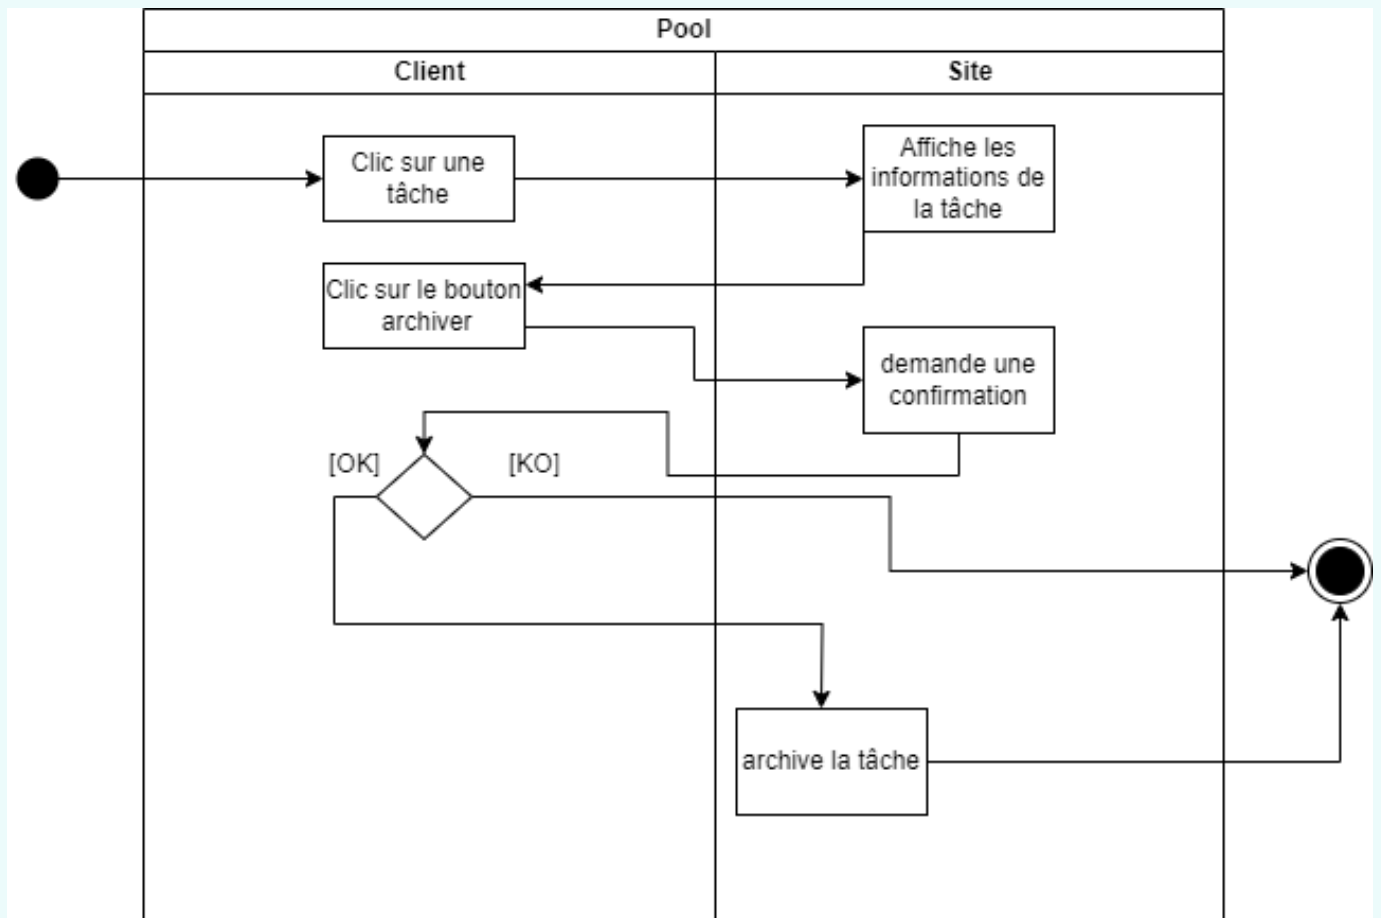 Pool
Client
Site
Clic sur une
tâche
Affiche les
informations de
la tâche
Clic sur le bouton
archiver
demande une
confirmation
[OK]
[KO]
archive la tâche